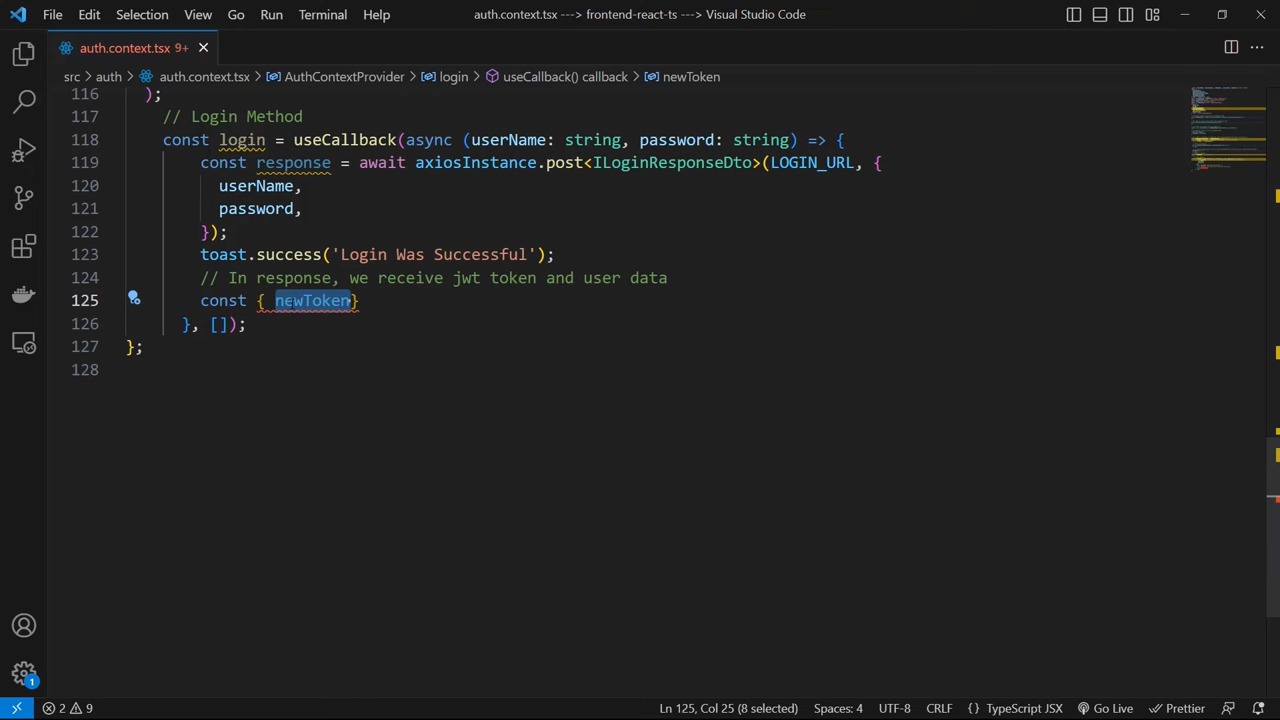 File Edit Selection View Go Run Terminal Help auth.context.tsx ---> frontend-react-ts ---> Visual Studio Code
auth.context.tsx 9+
src > auth > auth.context.tsx > AuthContextProvider > login > useCallback() callback > newToken
116 );
117 // Login Method
118 const login = useCallback(async (userName: string, password: string) => {
119 const response = await axiosInstance.post<ILoginResponseDto>(LOGIN_URL, {
120 userName,
121 password,
122 });
123 toast.success('Login Was Successful');
124 // In response, we receive jwt token and user data
125 const { newToken}
126 }, []);
127 };
128
1
2 9 Ln 125, Col 25 (8 selected) Spaces: 4 UTF-8 CRLF { } TypeScript JSX Go Live Prettier